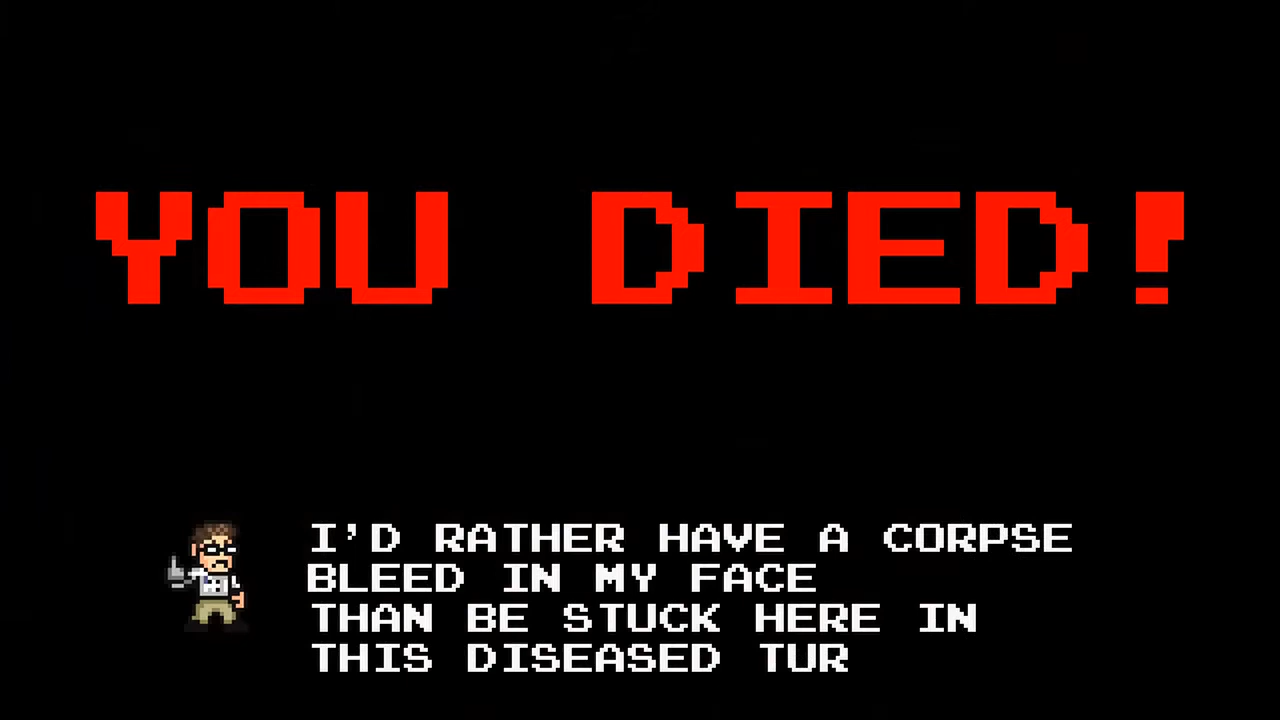 YOU DIED!
I'D RATHER HAVE A CORPSE
BLEED IN MY FACE
THAN BE STUCK HERE IN
THIS DISEASED TUR